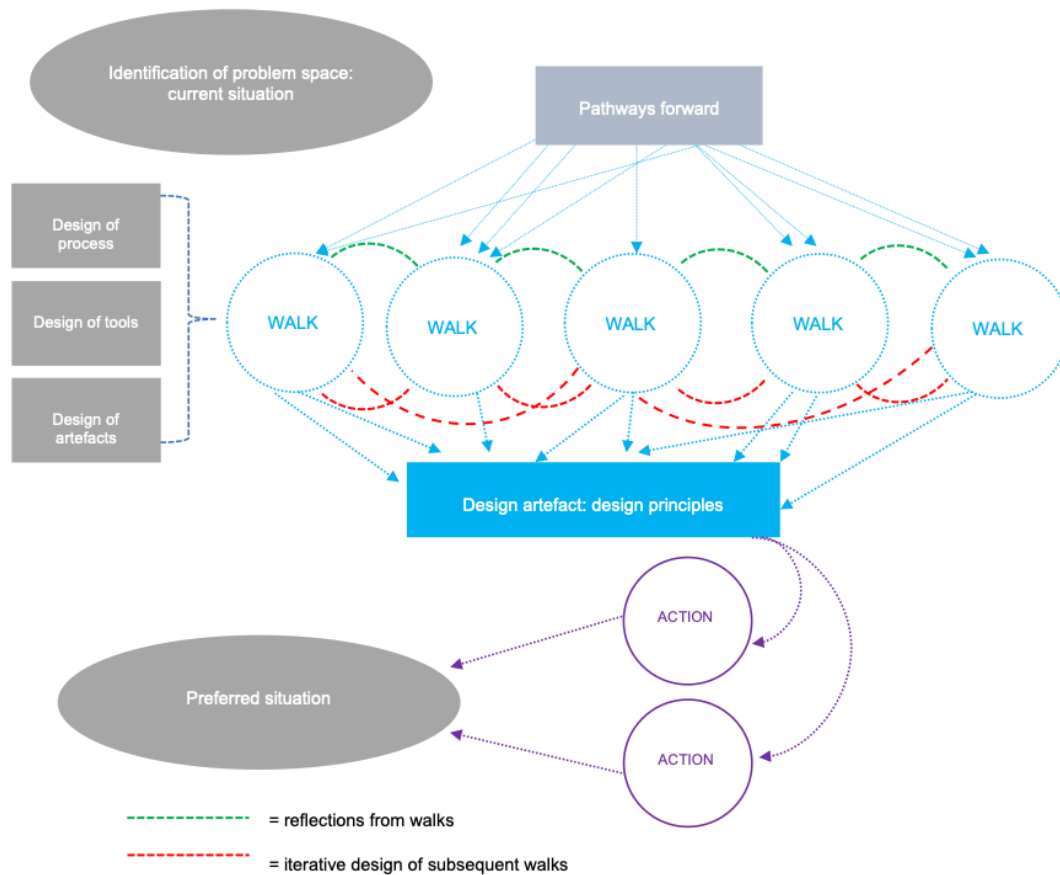 Identification of problem space:
current situation
Pathways forward
Design of
process
Design of tools
Design of
artefacts
WALK
WALK
WALK
WALK
WALK
Design artefact: design principles
ACTION
Preferred situation
ACTION
= reflections from walks
= iterative design of subsequent walks